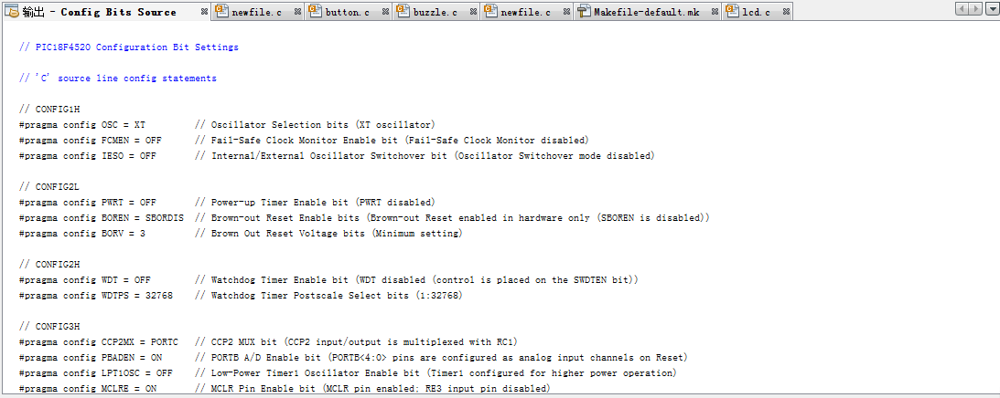 输出 - Config Bits Source newfile.c button.c buzzle.c newfile.c Makefile-default.mk lcd.c
// PIC18F4520 Configuration Bit Settings
// 'C' source line config statements
// CONFIG1H
#pragma config OSC = XT // Oscillator Selection bits (XT oscillator)
#pragma config FCMEN = OFF // Fail-Safe Clock Monitor Enable bit (Fail-Safe Clock Monitor disabled)
#pragma config IESO = OFF // Internal/External Oscillator Switchover bit (Oscillator Switchover mode disabled)
// CONFIG2L
#pragma config PWRT = OFF // Power-up Timer Enable bit (PWRT disabled)
#pragma config BOREN = SBORDIS // Brown-out Reset Enable bits (Brown-out Reset enabled in hardware only (SBOREN is disabled))
#pragma config BORV = 3 // Brown Out Reset Voltage bits (Minimum setting)
// CONFIG2H
#pragma config WDT = OFF // Watchdog Timer Enable bit (WDT disabled (control is placed on the SWDTEN bit))
#pragma config WDTPS = 32768 // Watchdog Timer Postscale Select bits (1:32768)
// CONFIG3H
#pragma config CCP2MX = PORTC // CCP2 MUX bit (CCP2 input/output is multiplexed with RC1)
#pragma config PBADEN = ON // PORTB A/D Enable bit (PORTB<4:0> pins are configured as analog input channels on Reset)
#pragma config LPT1OSC = OFF // Low-Power Timer1 Oscillator Enable bit (Timer1 configured for higher power operation)
#pragma config MCLRE = ON // MCLR Pin Enable bit (MCLR pin enabled; RE3 input pin disabled)